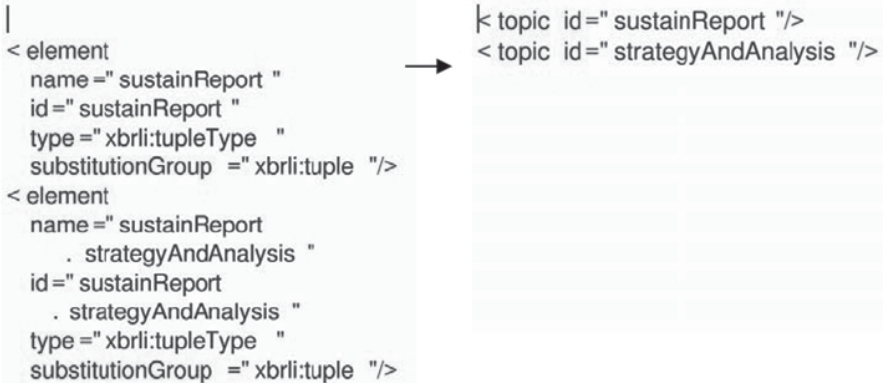 < element
name =" sustainReport "
id =" sustainReport "
type =" xbrli:tupleType "
substitutionGroup =" xbrli:tuple "/>
< element
name =" sustainReport
. strategyAndAnalysis "
id =" sustainReport
. strategyAndAnalysis "
type =" xbrli:tupleType "
substitutionGroup =" xbrli:tuple "/>
< topic id =" sustainReport "/>
< topic id =" strategyAndAnalysis "/>